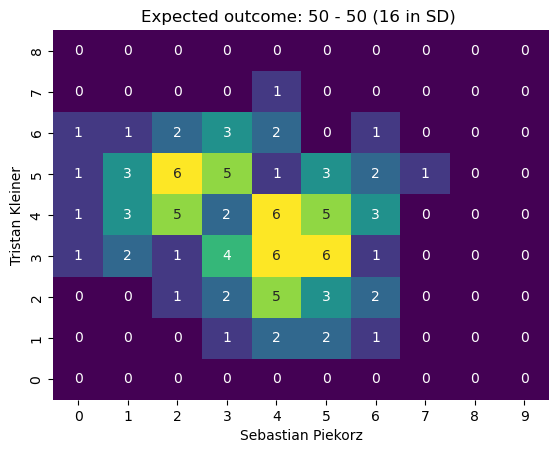 Expected outcome: 50 - 50 (16 in SD)
8 0 0 0 0 0 0 0 0 0 0
7 0 0 0 0 1 0 0 0 0 0
6 1 1 2 3 2 0 1 0 0 0
5 1 3 6 5 1 3 2 1 0 0
4 1 3 5 2 6 5 3 0 0 0
3 1 2 1 4 6 6 1 0 0 0
2 0 0 1 2 5 3 2 0 0 0
1 0 0 0 1 2 2 1 0 0 0
0 0 0 0 0 0 0 0 0 0 0
0 1 2 3 4 5 6 7 8 9
Tristan Kleiner
Sebastian Piekorz